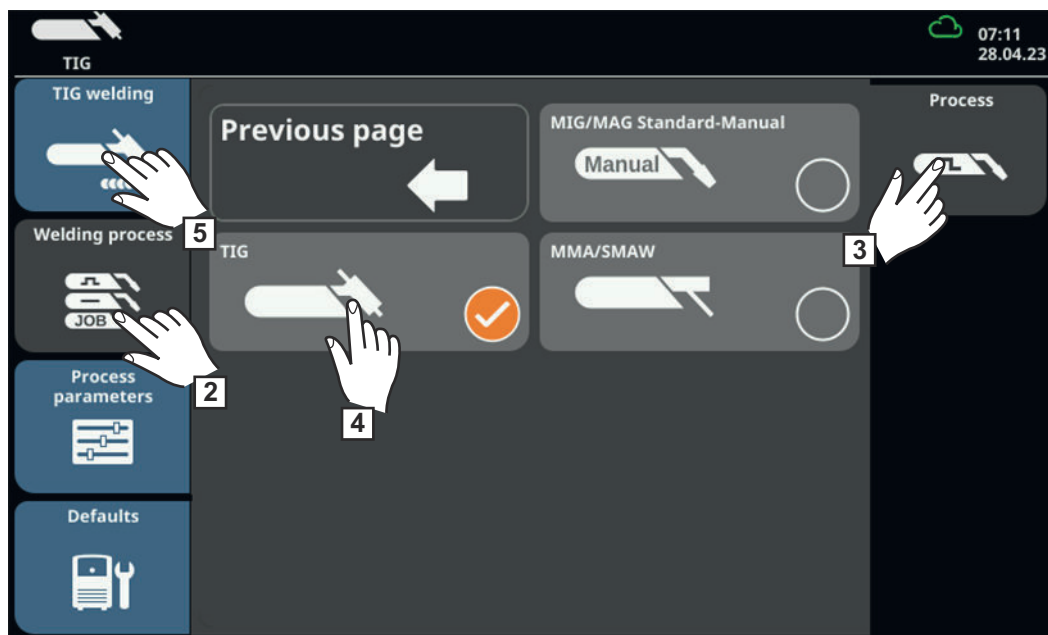 TIG
07:11
28.04.23
TIG welding
5
Welding process
JOB
2
Process
parameters
Defaults
Previous page
MIG/MAG Standard-Manual
Manual
TIG
4
MMA/SMAW
Process
3